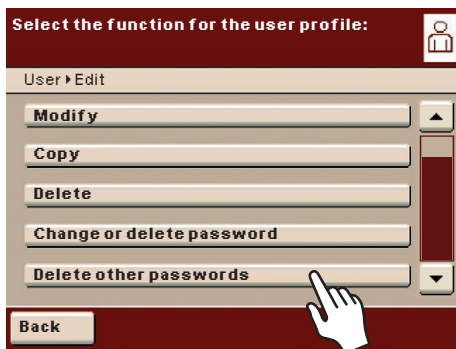 Select the function for the user profile:
User ▸ Edit
Modify
Copy
Delete
Change or delete password
Delete other passwords
Back